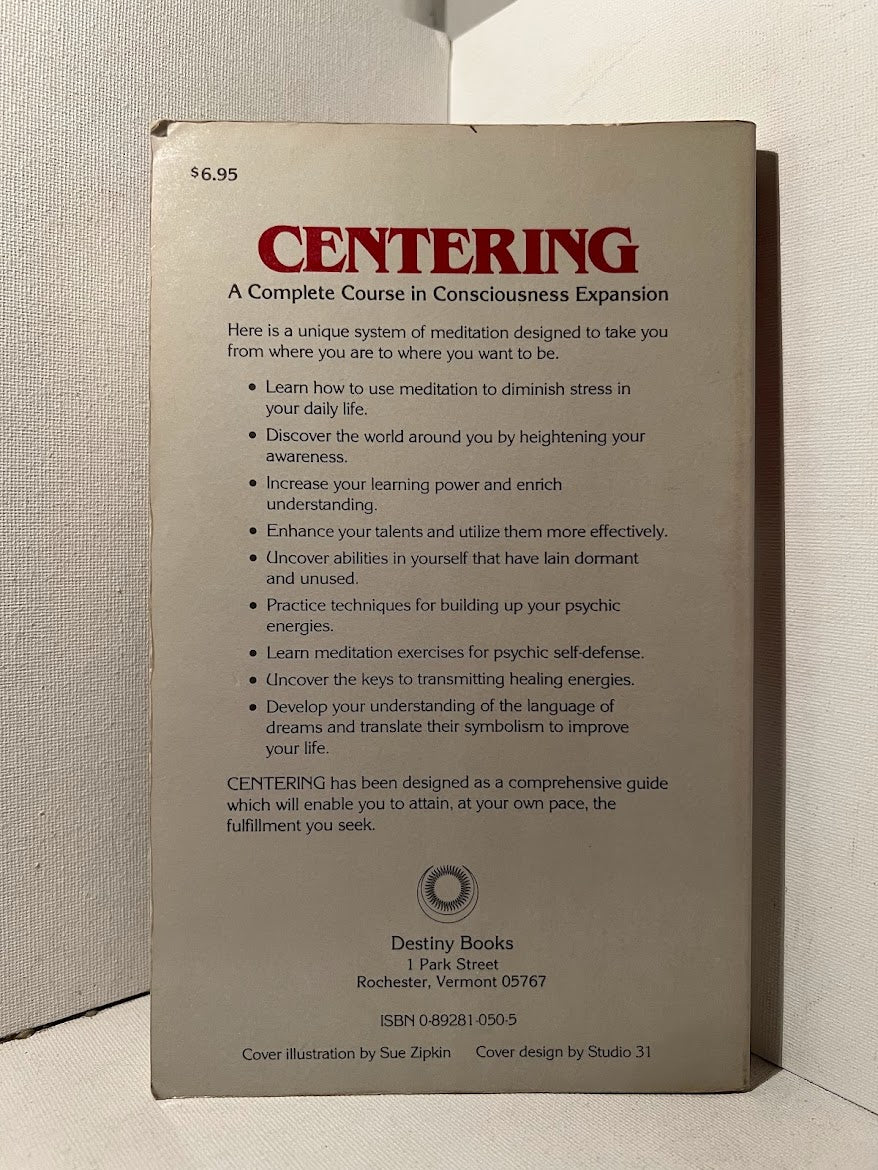 $6.95
CENTERING
A Complete Course in Consciousness Expansion
Here is a unique system of meditation designed to take you
from where you are to where you want to be.
• Learn how to use meditation to diminish stress in
your daily life.
• Discover the world around you by heightening your
awareness.
• Increase your learning power and enrich
understanding.
• Enhance your talents and utilize them more effectively.
• Uncover abilities in yourself that have lain dormant
and unused.
• Practice techniques for building up your psychic
energies.
• Learn meditation exercises for psychic self-defense.
• Uncover the keys to transmitting healing energies.
• Develop your understanding of the language of
dreams and translate their symbolism to improve
your life.
CENTERING has been designed as a comprehensive guide
which will enable you to attain, at your own pace, the
fulfillment you seek.
Destiny Books
1 Park Street
Rochester, Vermont 05767
ISBN 0-89281-050-5
Cover illustration by Sue Zipkin Cover design by Studio 31